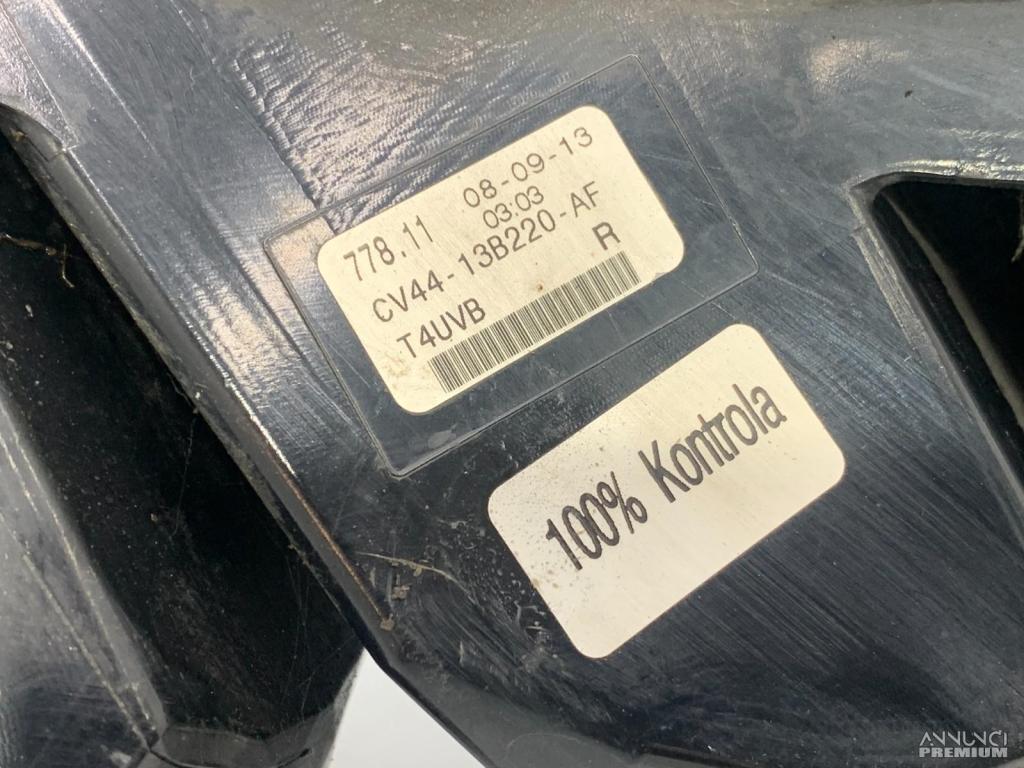 778.11 08-09-13
03:03
CV44-13B220-AF
T4UVB R
100% Kontrola
ANNUNCI
PREMIUM